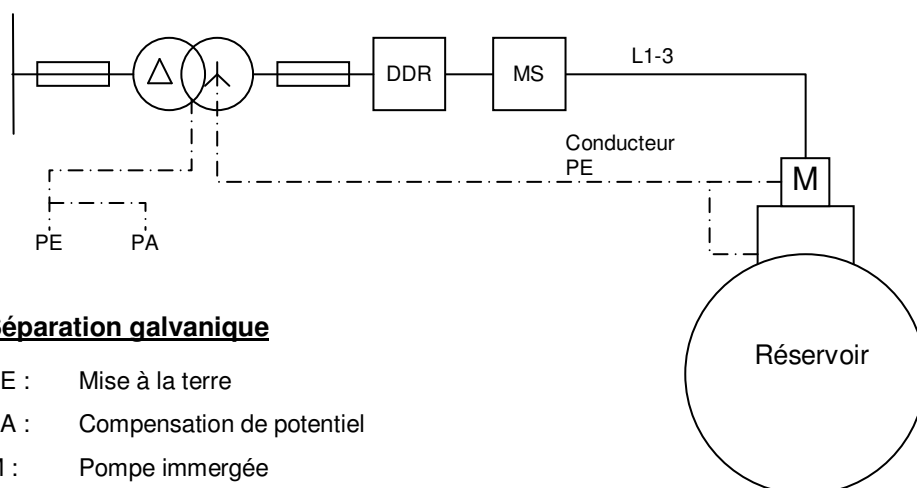 DDR
MS
L1-3
Conducteur
PE
M
PE
PA
éparation galvanique
E : Mise à la terre
A : Compensation de potentiel
: Pompe immergée
Réservoir